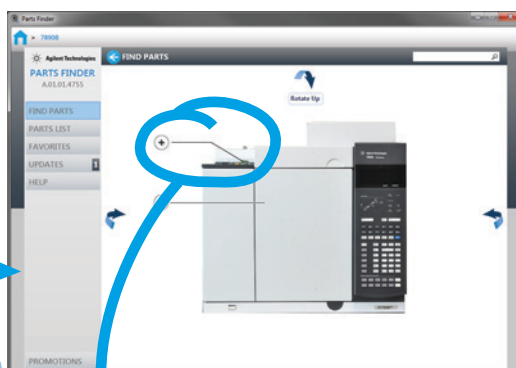 Parts Finder
▸ 7890B
Agilent Technologies
FIND PARTS
PARTS FINDER
A.01.01.4755
Rotate Up
FIND PARTS
PARTS LIST
FAVORITES
UPDATES 1
HELP
PROMOTIONS